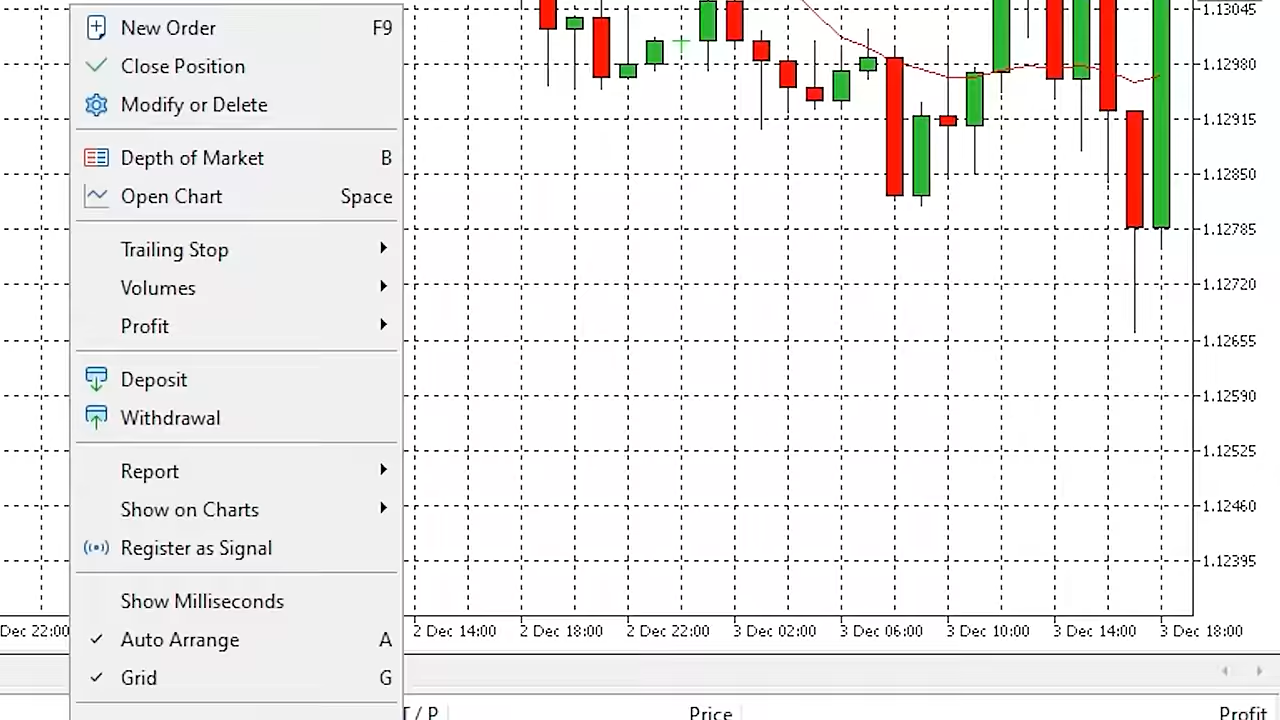 New Order F9
Close Position
Modify or Delete
Depth of Market B
Open Chart Space
Trailing Stop
Volumes
Profit
Deposit
Withdrawal
Report
Show on Charts
Register as Signal
Show Milliseconds
Auto Arrange A
Grid G
1.13045
1.12980
1.12915
1.12850
1.12785
1.12720
1.12655
1.12590
1.12525
1.12460
1.12395
Dec 22:00 2 Dec 14:00 2 Dec 18:00 2 Dec 22:00 3 Dec 02:00 3 Dec 06:00 3 Dec 10:00 3 Dec 14:00 3 Dec 18:00
T / P Price Profit